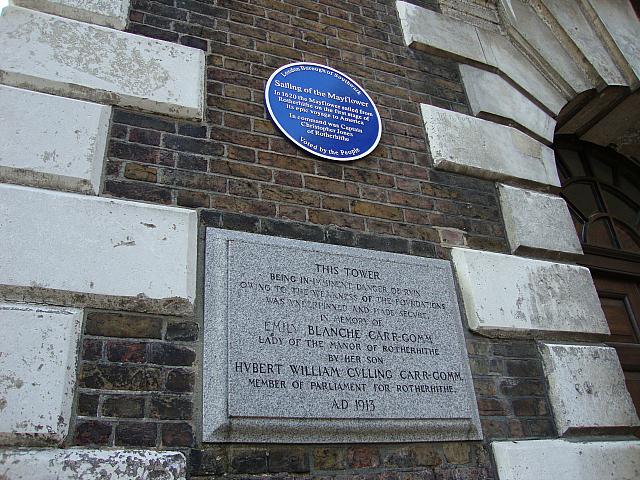 London Borough of Southwark
Sailing of the Mayflower
In 1620 the Mayflower sailed from
Rotherhithe on the first stage of
its epic voyage to America
In command was Captain
Christopher Jones
of Rotherhithe
Voted by the People
THIS TOWER
BEING IN IMMINENT DANGER OF RUIN
OWING TO THE WEAKNESS OF THE FOUNDATIONS
WAS UNDERPINNED AND MADE SECURE
IN MEMORY OF
EMILY BLANCHE CARR-GOMM
LADY OF THE MANOR OF ROTHERHITHE
BY HER SON
HVBERT WILLIAM CVLLING CARR-GOMM,
MEMBER OF PARLIAMENT FOR ROTHERHITHE.
A.D 1913